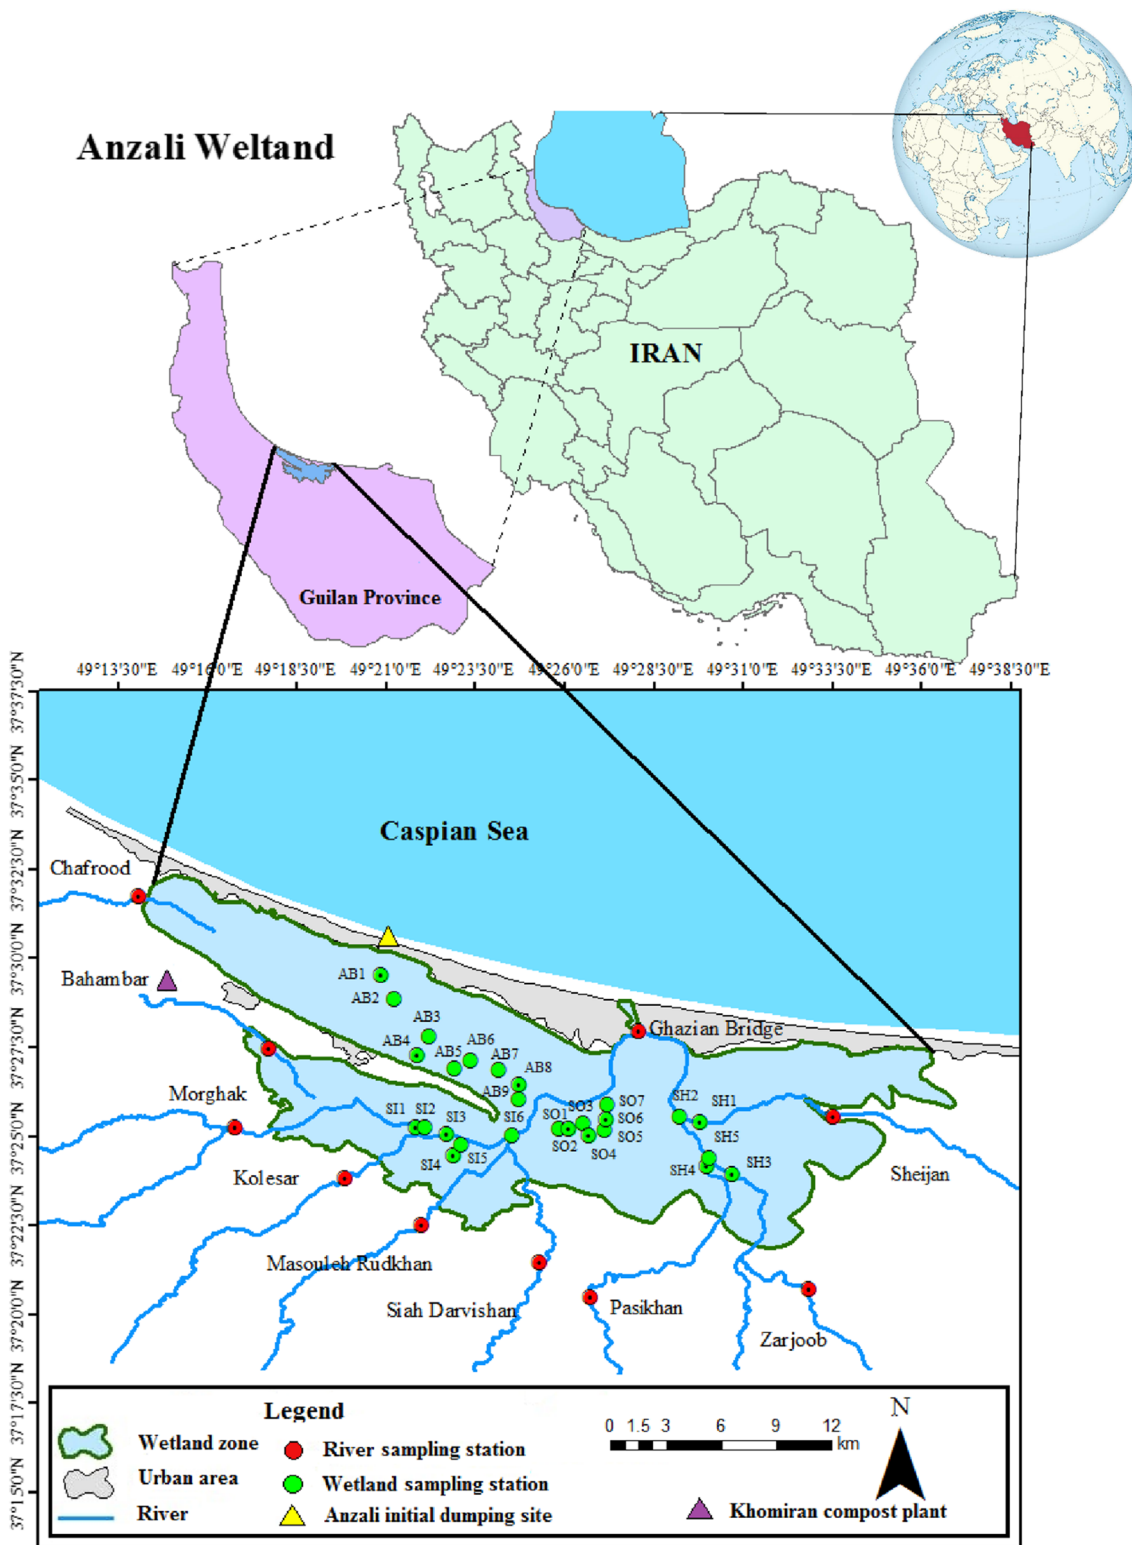 Anzali Weltand
IRAN
Guilan Province
49°13'30"E 49°16'0"E 49°18'30"E 49°21'0"E 49°23'30"E 49°26'0"E 49°28'30"E 49°31'0"E 49°33'30"E 49°36'0"E 49°38'30"E
37°37'30"N
37°35'0"N
37°32'30"N
37°30'0"N
37°27'30"N
37°25'0"N
37°22'30"N
37°20'0"N
37°17'30"N
37°15'0"N
Caspian Sea
Chafrood
Bahambar
AB1
AB2
AB3
AB4
AB5
AB6
AB7
AB8
AB9
Ghazian Bridge
Morghak
SI1
SI2
SI3
SI4
SI5
SI6
SO1
SO2
SO3
SO4
SO5
SO6
SO7
SH2
SH1
SH5
SH4
SH3
Kolesar
Sheijan
Masouleh Rudkhan
Siah Darvishan
Pasikhan
Zarjoob
Legend
Wetland zone
Urban area
River
River sampling station
Wetland sampling station
Anzali initial dumping site
0 1.5 3 6 9 12
km
N
Khomiran compost plant